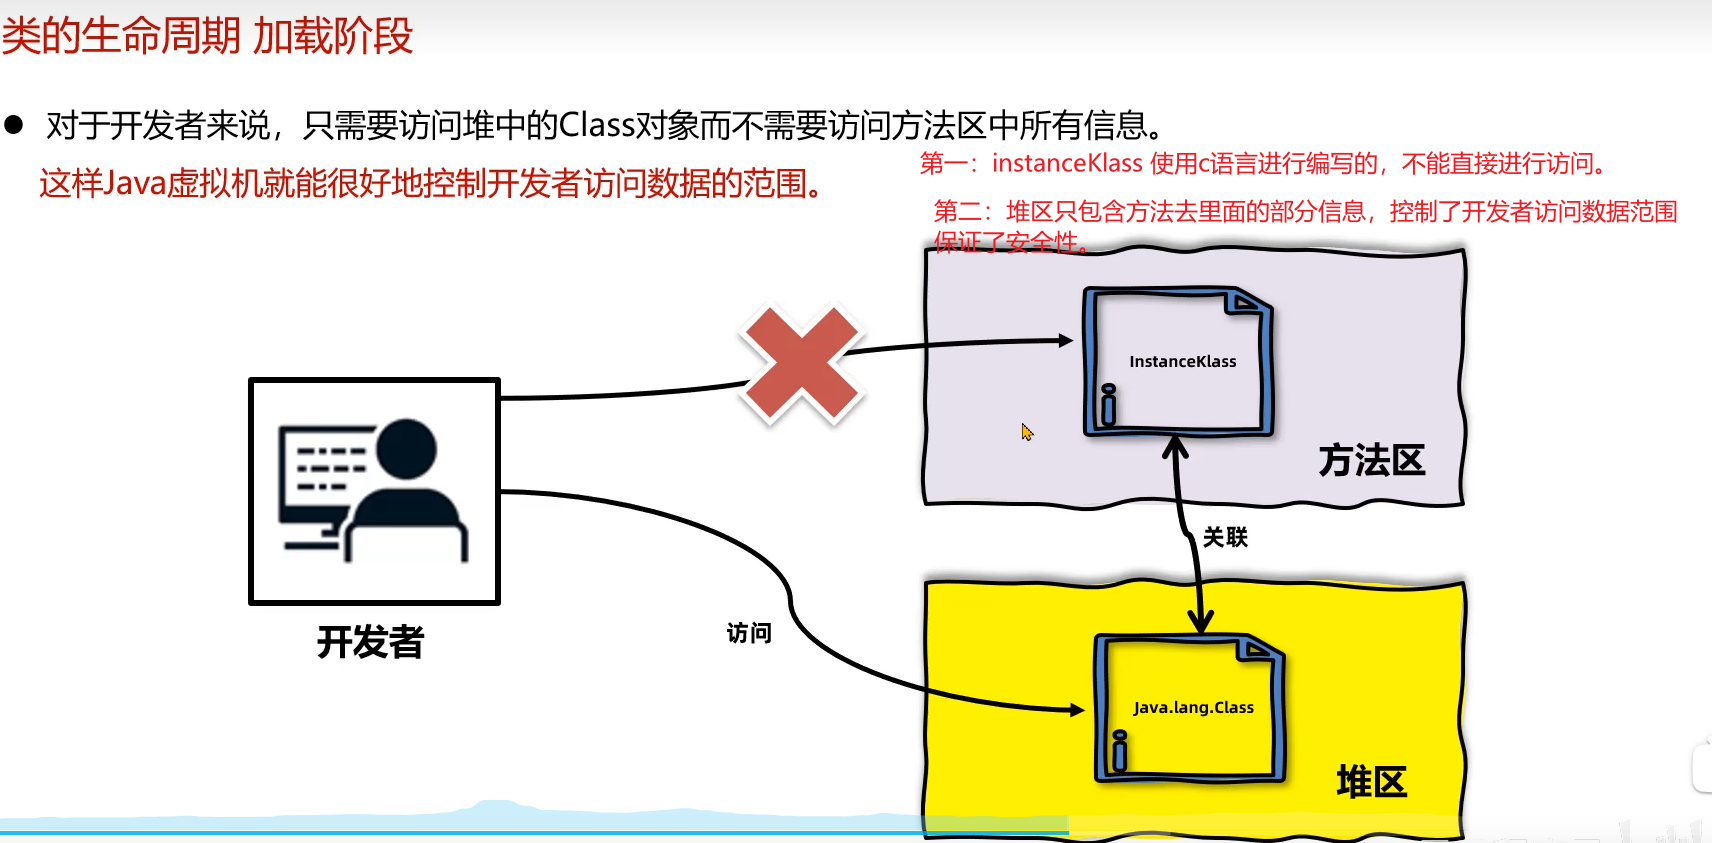 类的生命周期 加载阶段
对于开发者来说，只需要访问堆中的Class对象而不需要访问方法区中所有信息。
这样Java虚拟机就能很好地控制开发者访问数据的范围。
第一：instanceKlass 使用c语言进行编写的，不能直接进行访问。
第二：堆区只包含方法去里面的部分信息，控制了开发者访问数据范围
保证了安全性。
InstanceKlass
方法区
关联
开发者
访问
Java.lang.Class
堆区